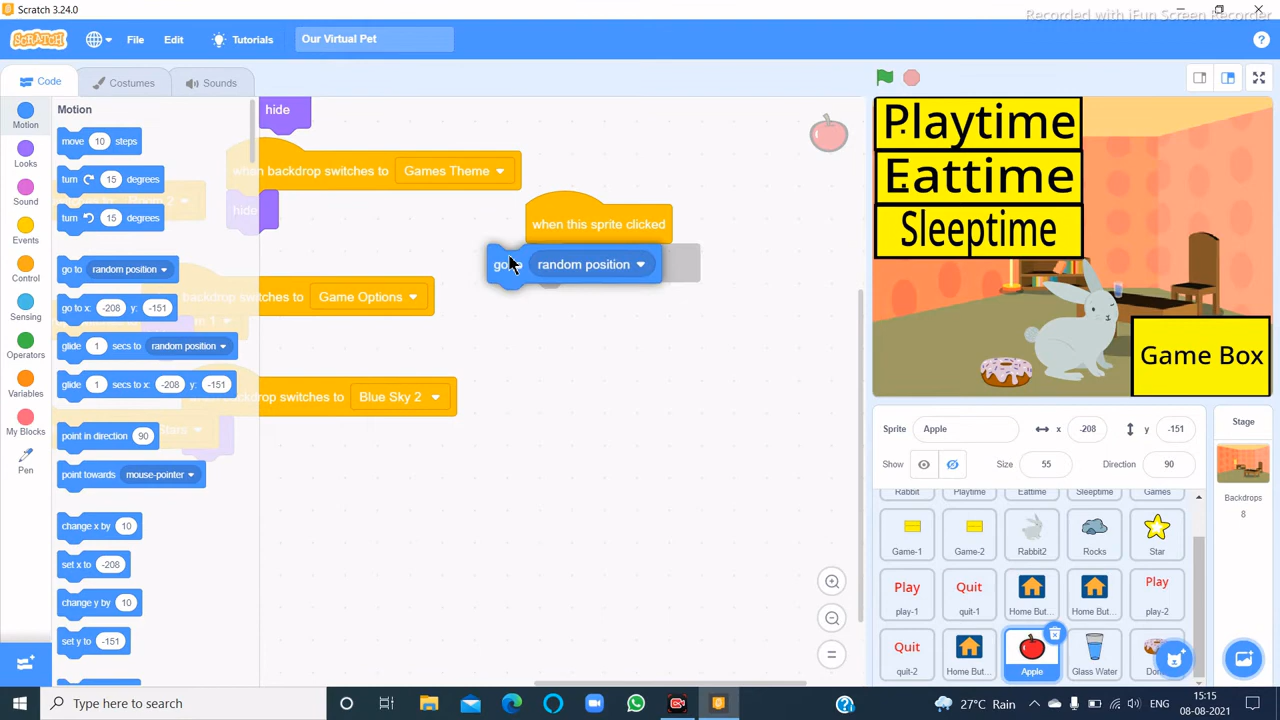 Scratch 3.24.0
Recorded with iFun Screen Recorder
SCRATCH
File
Edit
Tutorials
Our Virtual Pet
Code
Costumes
Sounds
Motion
Looks
Sound
Events
Control
Sensing
Operators
Variables
My Blocks
Pen
Motion
move 10 steps
turn 15 degrees
turn 15 degrees
go to random position
go to x: -208 y: -151
glide 1 secs to random position
glide 1 secs to x: -208 y: -151
point in direction 90
point towards mouse-pointer
change x by 10
set x to -208
change y by 10
set y to -151
hide
when backdrop switches to Games Theme
hide
backdrop switches to Game Options
backdrop switches to Blue Sky 2
when this sprite clicked
go random position
Playtime
Eattime
Sleeptime
Game Box
Sprite Apple x -208 y -151
Show Size 55 Direction 90
Stage
Backdrops
8
Rabbit Playtime Eattime Sleeptime Games
Game-1 Game-2 Rabbit2 Rocks Star
Play Quit Play
play-1 quit-1 Home But... Home But... play-2
Quit
quit-2 Home But... Apple Glass Water
Type here to search
27°C Rain
ENG
15:15
08-08-2021